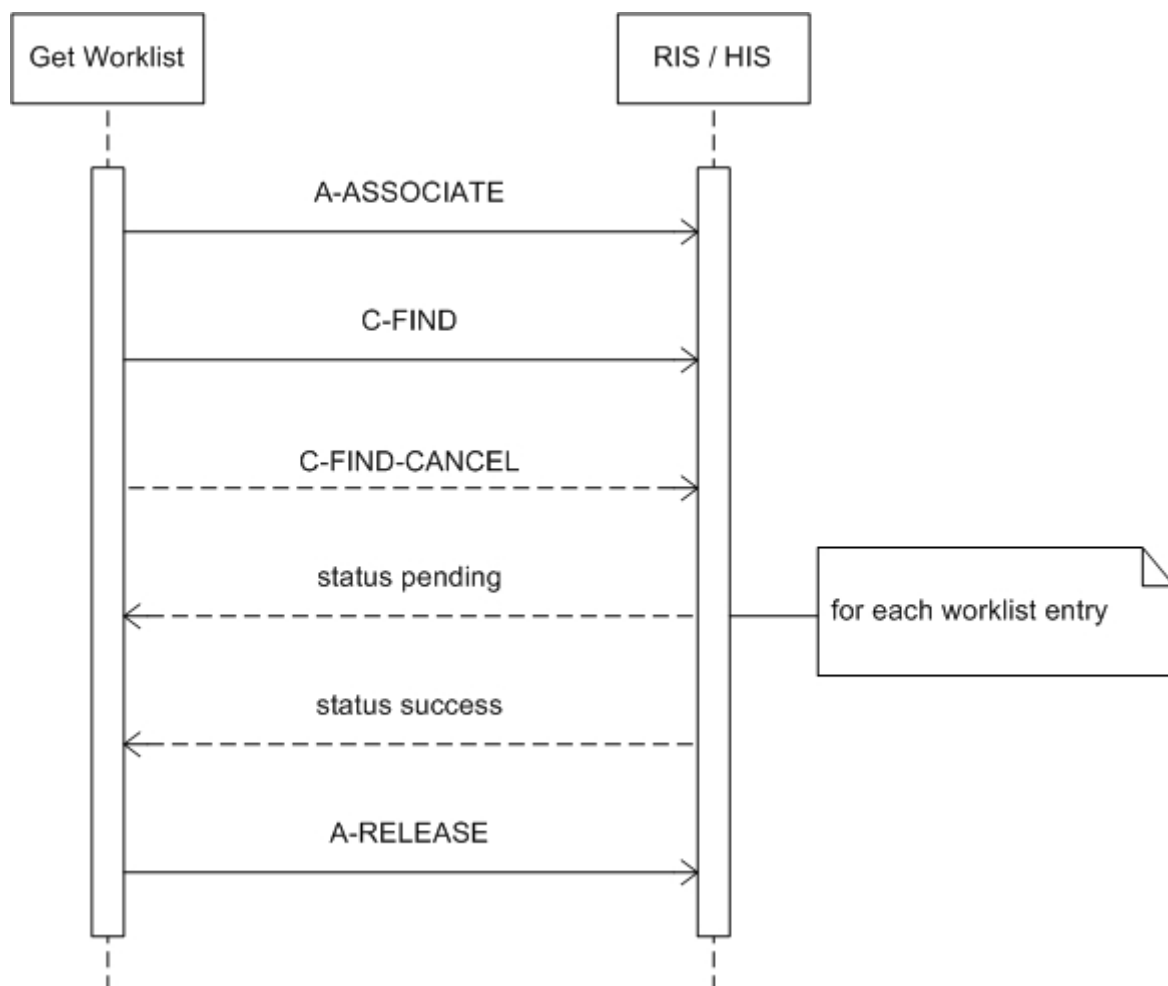 Get Worklist
RIS / HIS
A-ASSOCIATE
C-FIND
C-FIND-CANCEL
status pending
for each worklist entry
status success
A-RELEASE